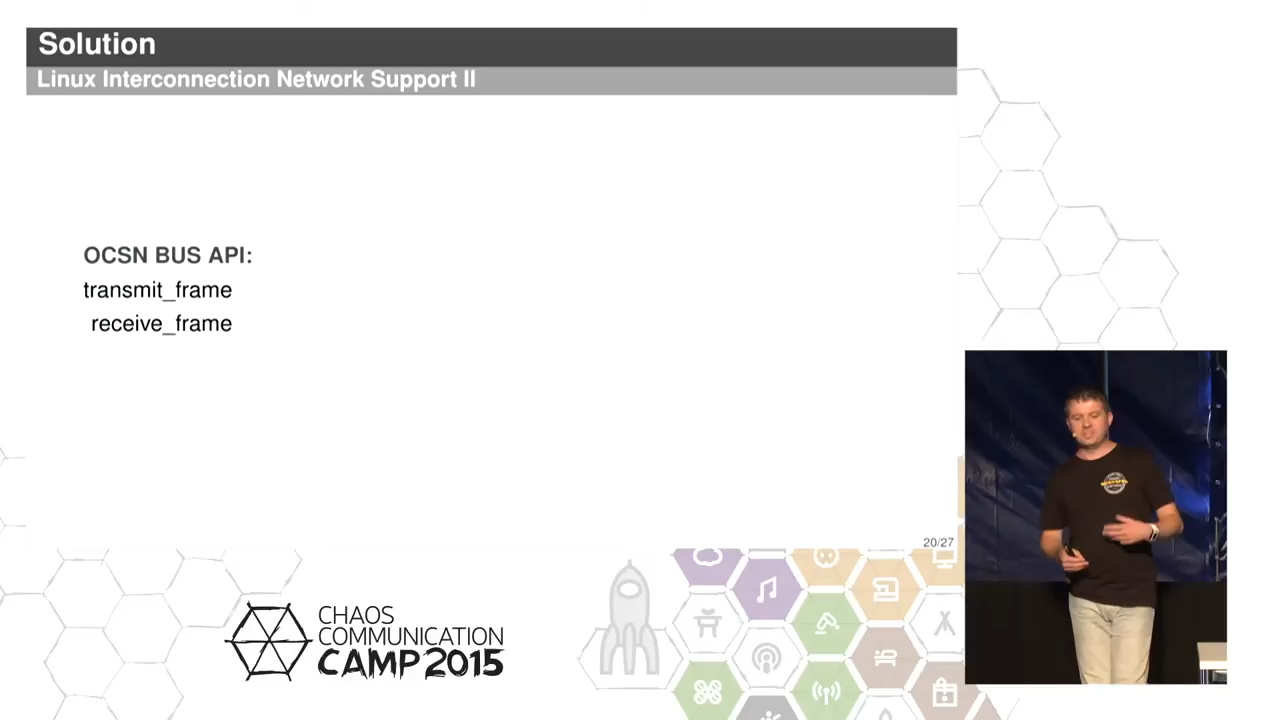 Solution
Linux Interconnection Network Support II
OCSN BUS API:
transmit_frame
receive_frame
20/27
CHAOS
COMMUNICATION
CAMP 2015